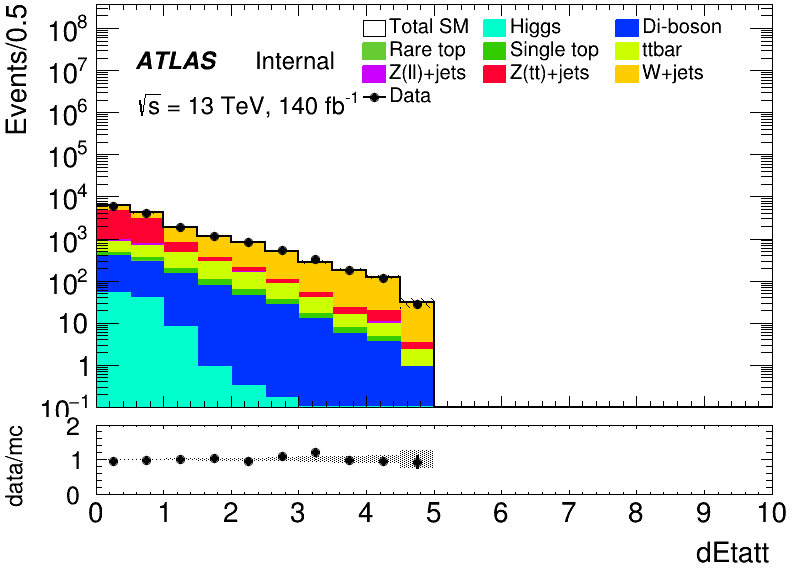 Events/0.5
10⁸
10⁷
10⁶
10⁵
10⁴
10³
10²
10
1
10⁻¹
ATLAS Internal
√s = 13 TeV, 140 fb⁻¹
Total SM Higgs Di-boson
Rare top Single top ttbar
Z(ll)+jets Z(tt)+jets W+jets
Data
data/mc
2
1
0
0 1 2 3 4 5 6 7 8 9 10
dEtatt